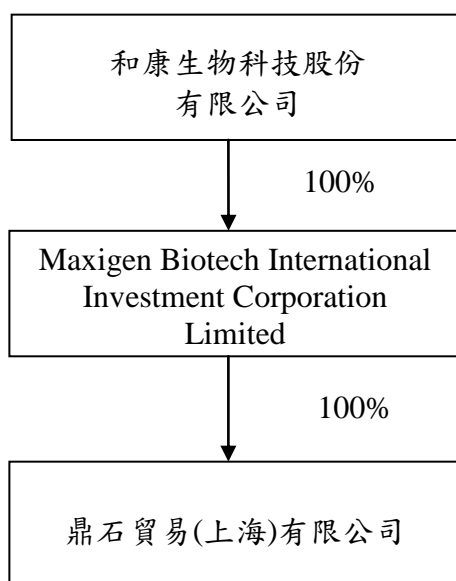 和康生物科技股份
有限公司
100%
Maxigen Biotech International
Investment Corporation
Limited
100%
鼎石貿易(上海)有限公司